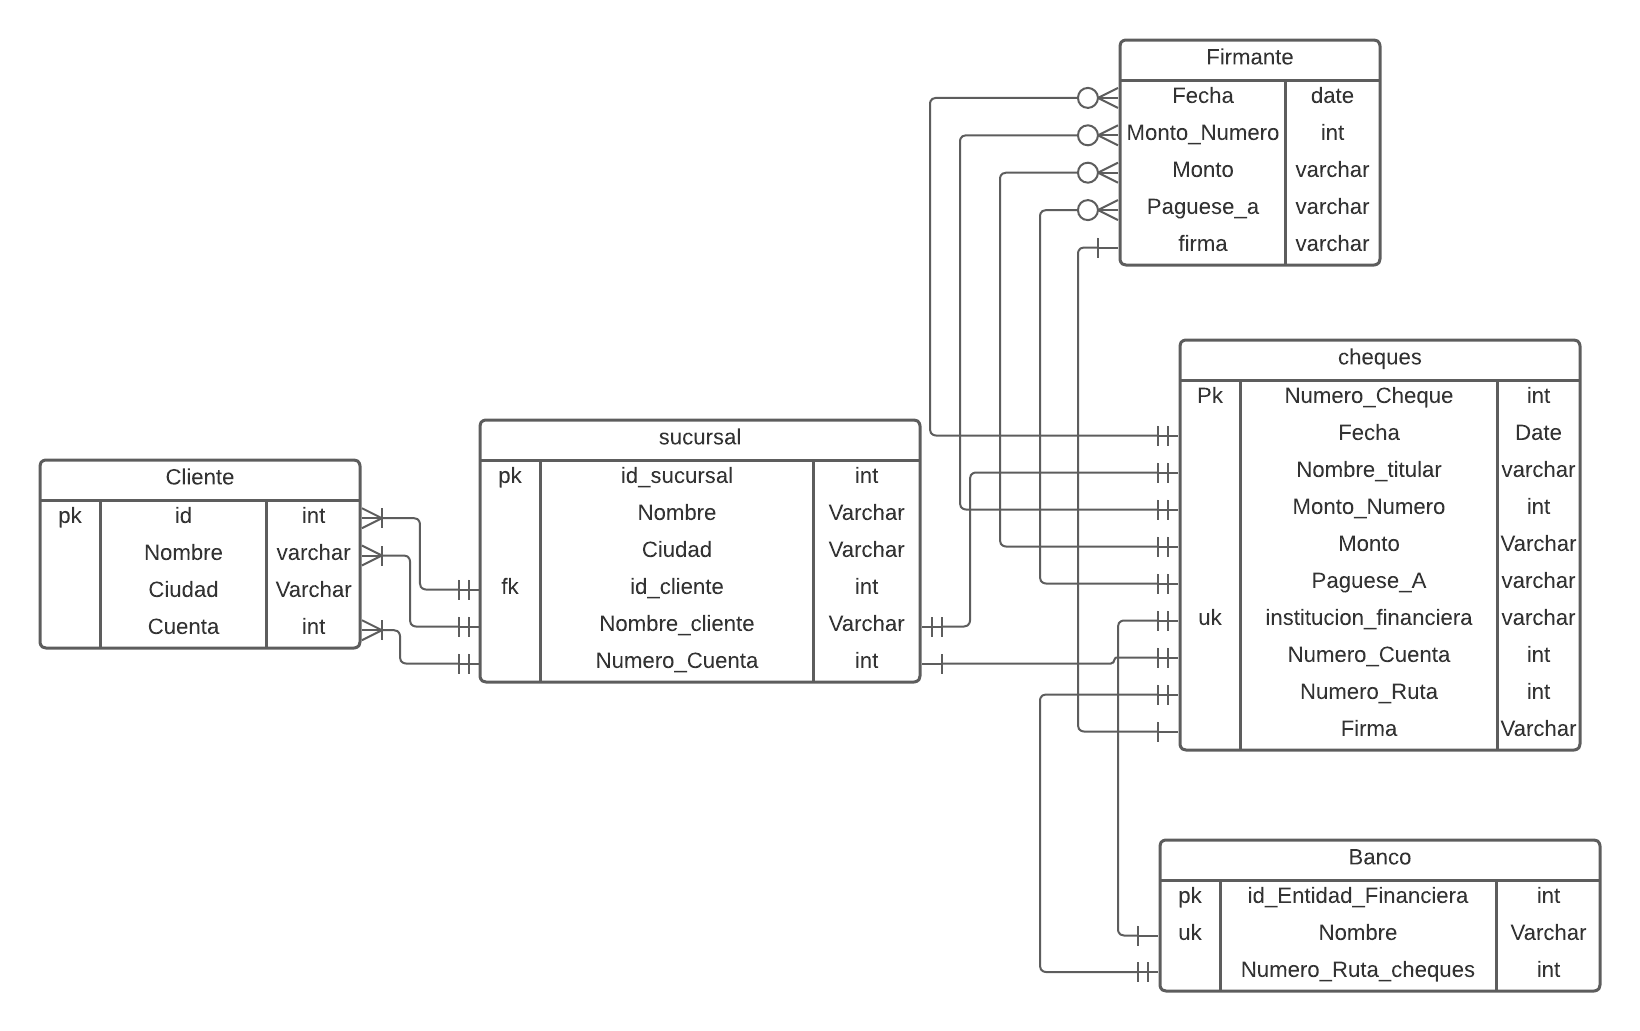 Firmante
Fecha date
Monto_Numero int
Monto varchar
Paguese_a varchar
firma varchar
cheques
Pk Numero_Cheque int
Fecha Date
Nombre_titular varchar
Monto_Numero int
Monto Varchar
Paguese_A varchar
uk institucion_financiera varchar
Numero_Cuenta int
Numero_Ruta int
Firma Varchar
sucursal
pk id_sucursal int
Nombre Varchar
Ciudad Varchar
fk id_cliente int
Nombre_cliente Varchar
Numero_Cuenta int
Cliente
pk id int
Nombre varchar
Ciudad Varchar
Cuenta int
Banco
pk id_Entidad_Financiera int
uk Nombre Varchar
Numero_Ruta_cheques int